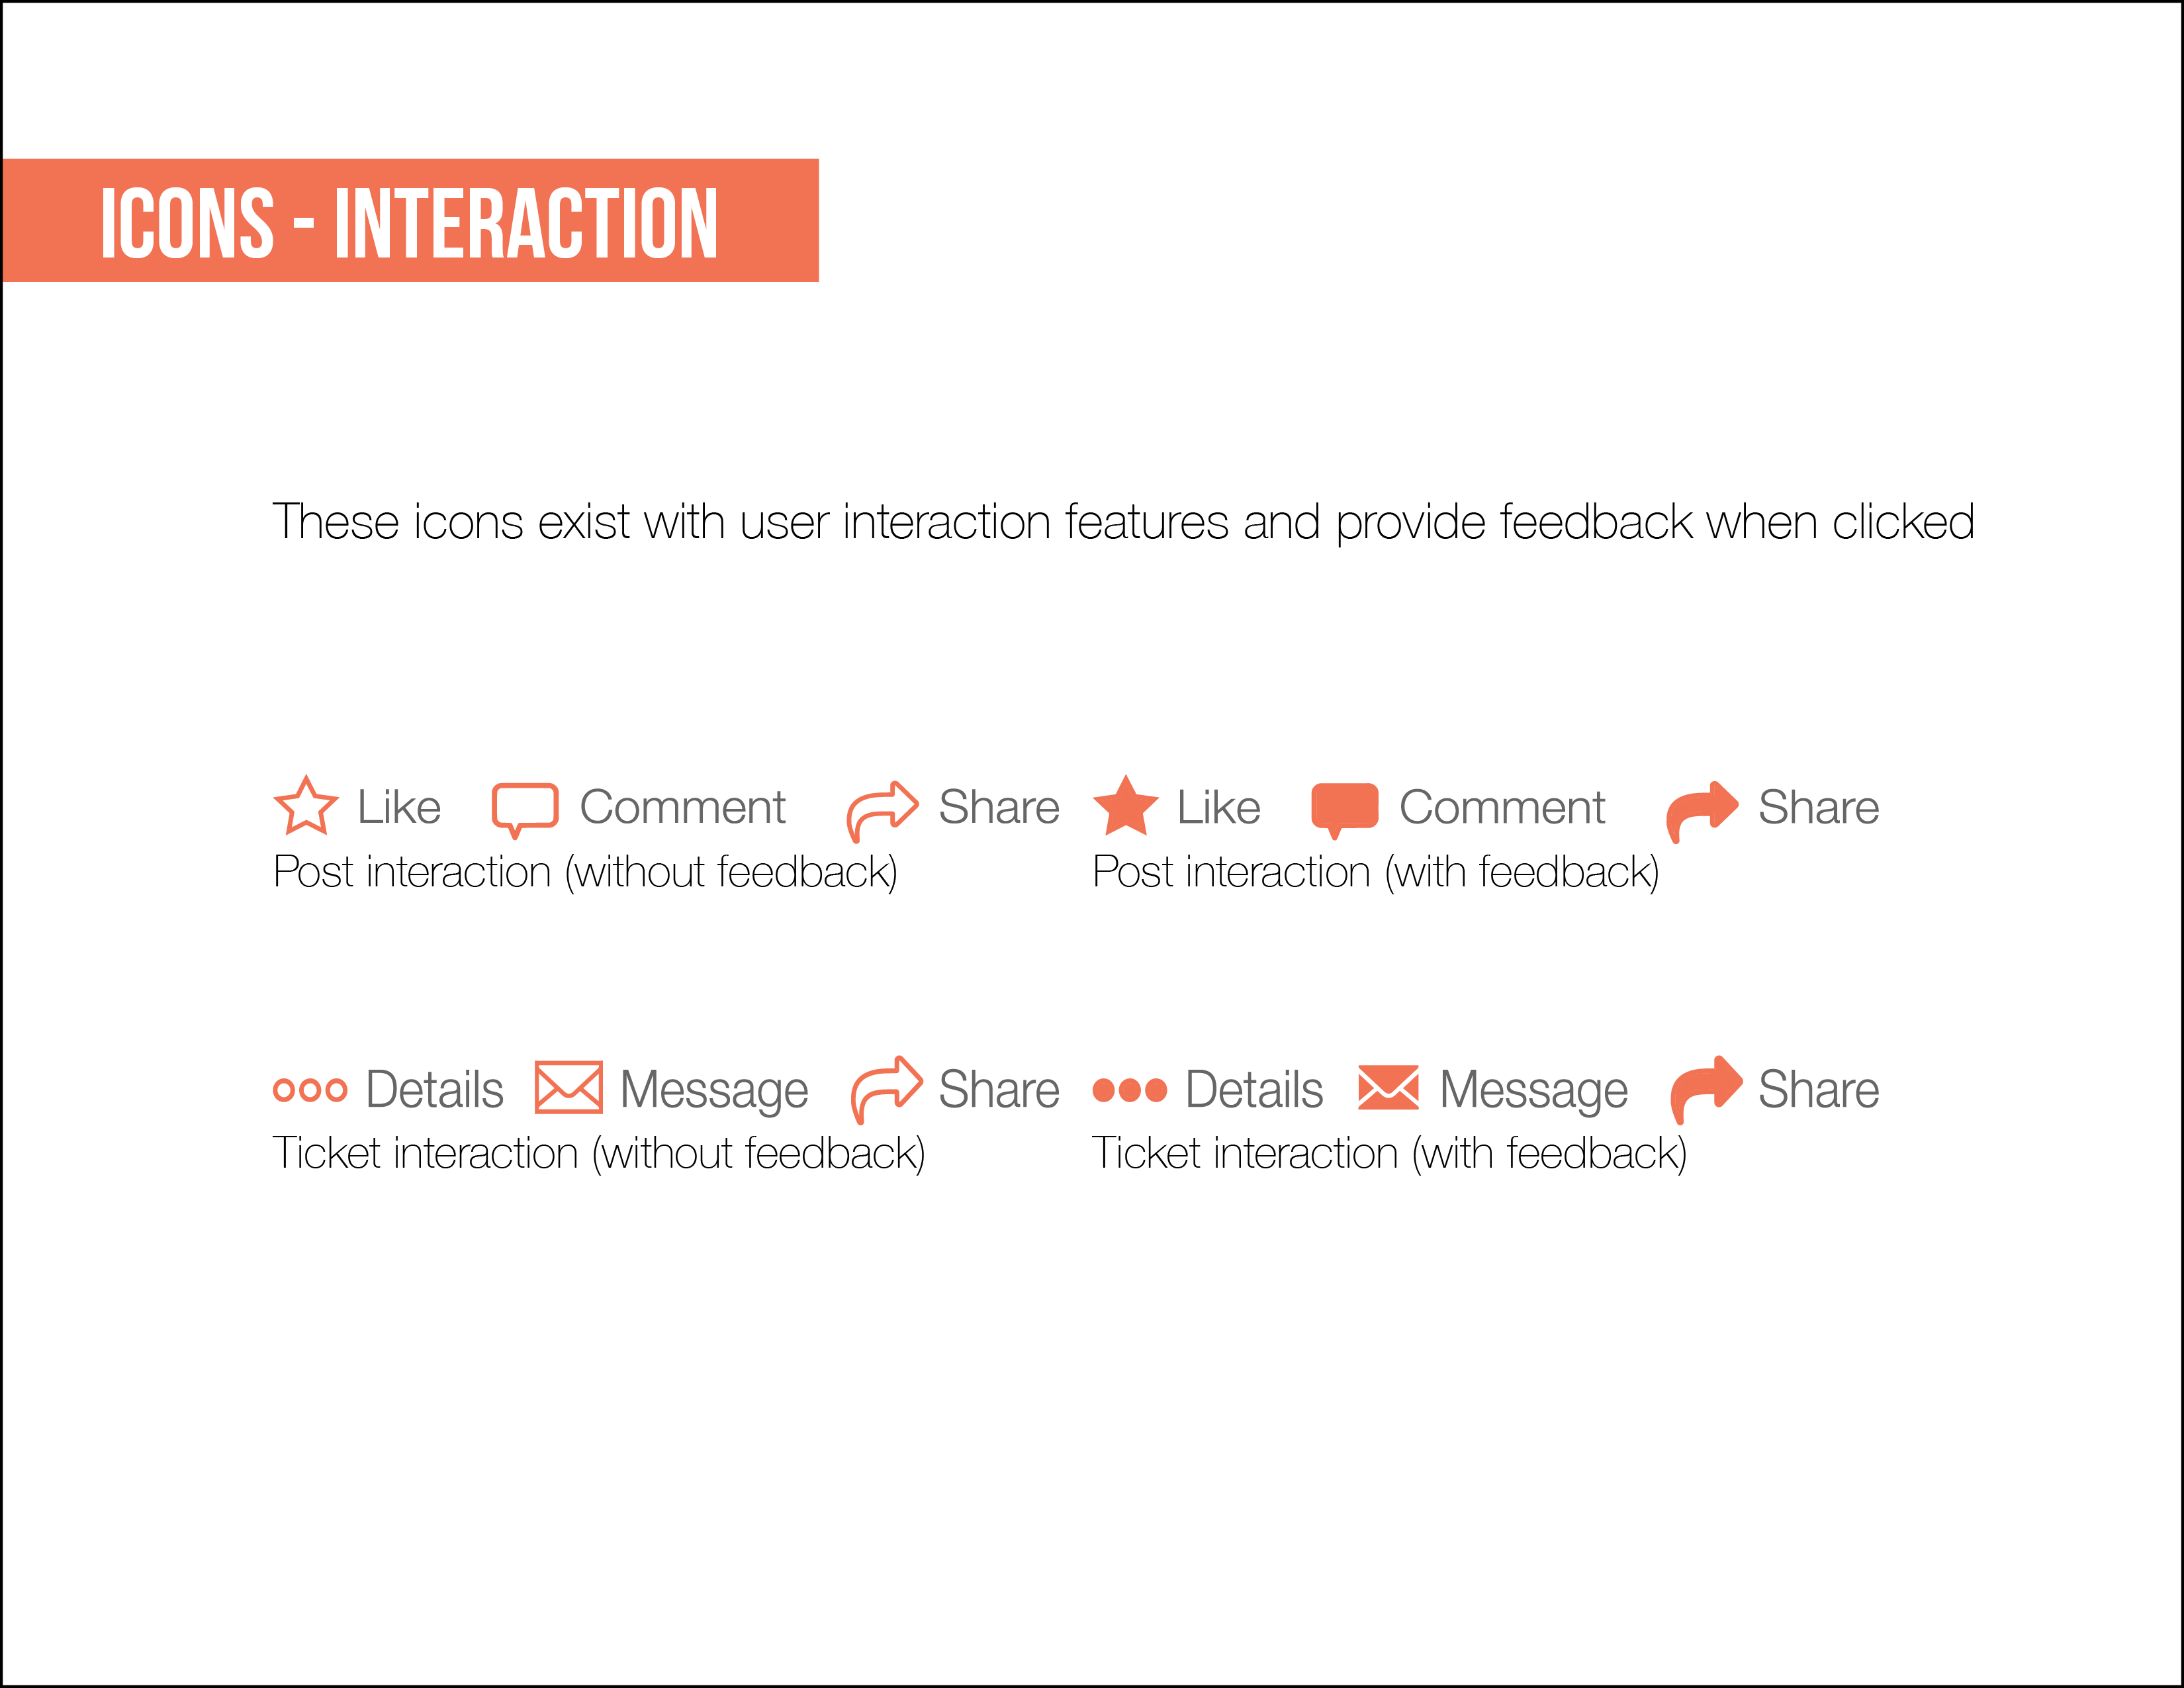 ICONS - INTERACTION
These icons exist with user interaction features and provide feedback when clicked
Like Comment Share
Post interaction (without feedback)
Like Comment Share
Post interaction (with feedback)
Details Message Share
Ticket interaction (without feedback)
Details Message Share
Ticket interaction (with feedback)